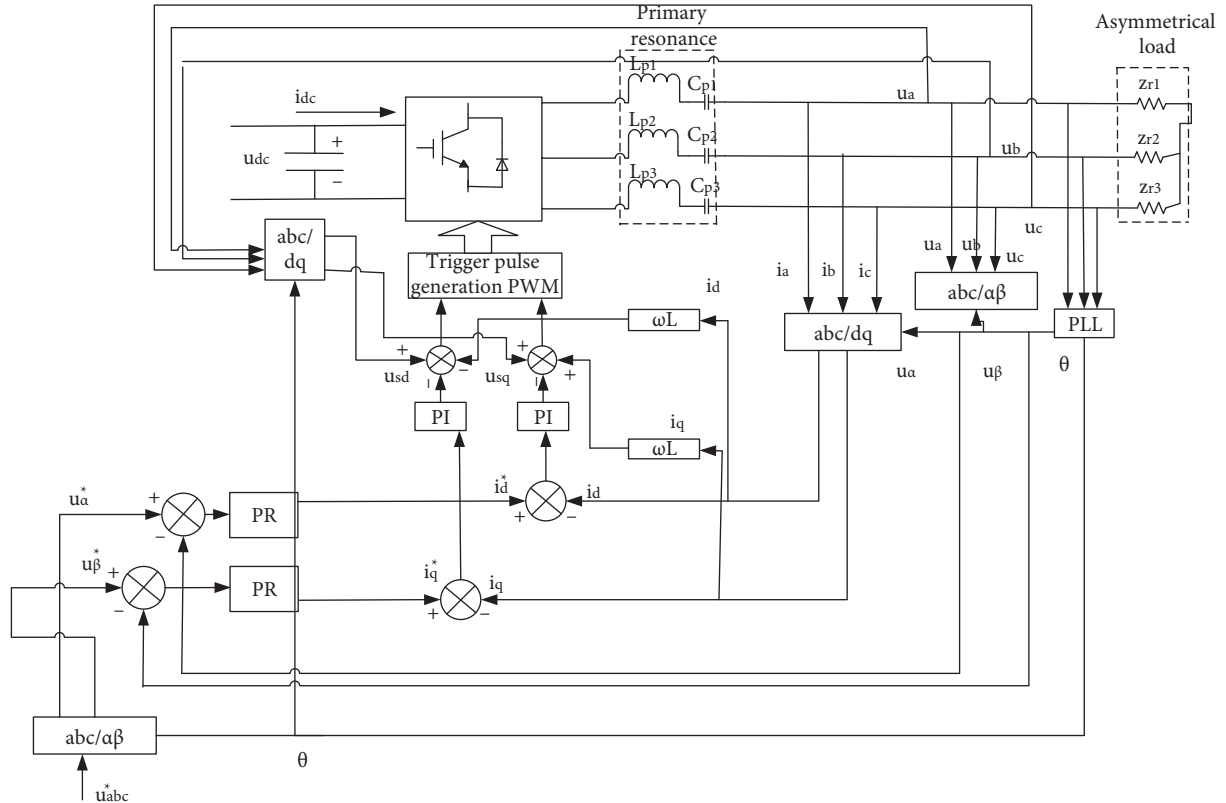 Primary
resonance
Asymmetrical
load
Lp1
Cp1
ua
zr1
idc
Lp2
Cp2
ub
zr2
udc
+
−
Lp3
Cp3
uc
zr3
abc/
dq
Trigger pulse
generation PWM
ua
ub
uc
ia
ib
ic
abc/αβ
id
ωL
abc/dq
PLL
+
−
−
usd
usq
+
+
−
uα
uβ
θ
PI
PI
iq
ωL
uα*
+
−
PR
id*
+
−
id
uβ*
+
−
PR
iq*
+
−
iq
abc/αβ
θ
u*abc